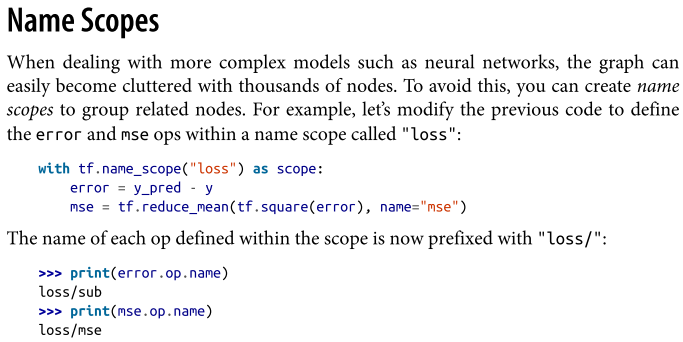 Name Scopes
When dealing with more complex models such as neural networks, the graph can
easily become cluttered with thousands of nodes. To avoid this, you can create name
scopes to group related nodes. For example, let’s modify the previous code to define
the error and mse ops within a name scope called "loss":
with tf.name_scope("loss") as scope:
    error = y_pred - y
    mse = tf.reduce_mean(tf.square(error), name="mse")
The name of each op defined within the scope is now prefixed with "loss/":
>>> print(error.op.name)
loss/sub
>>> print(mse.op.name)
loss/mse